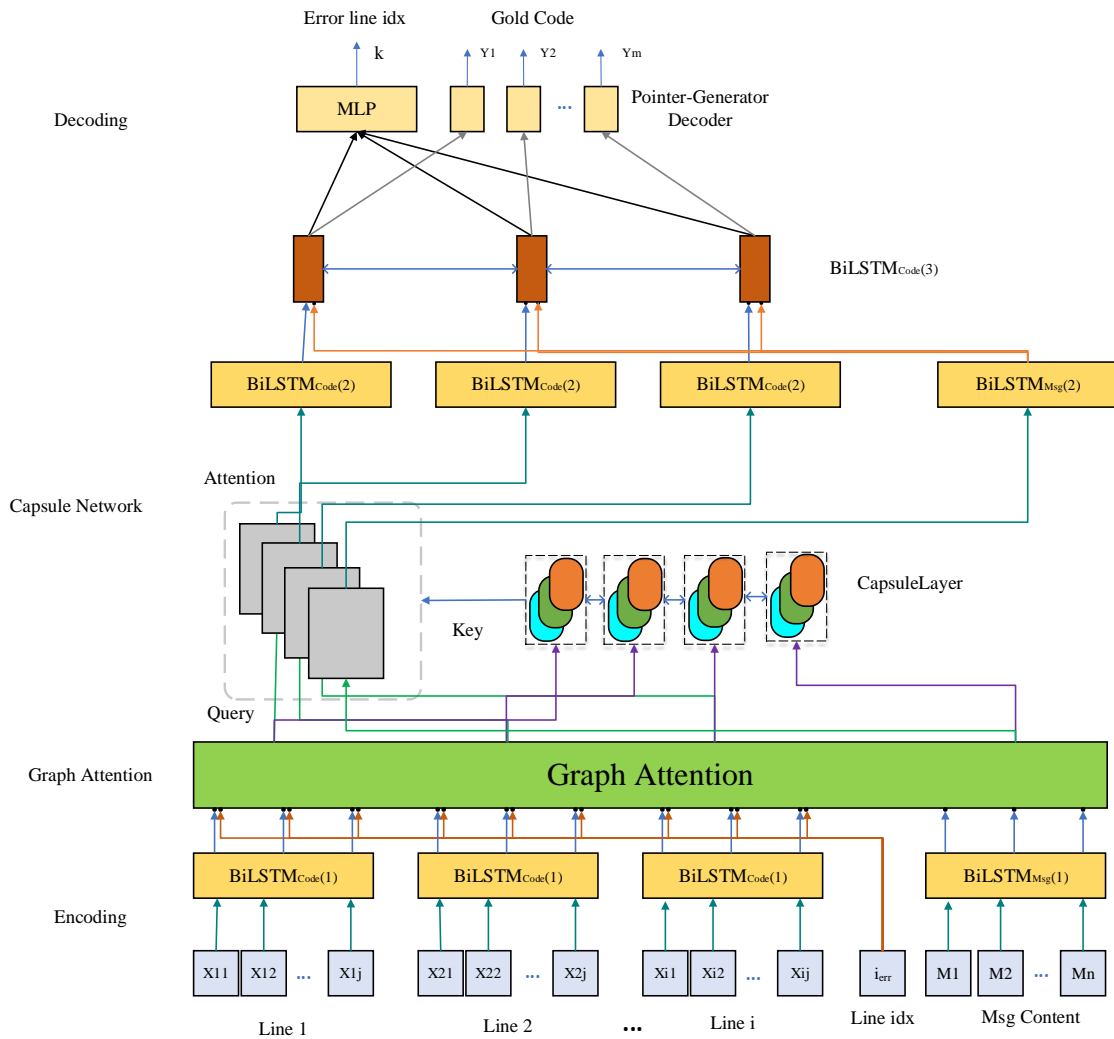 Error line idx
Gold Code
k
Y1
Y2
Ym
Decoding
MLP
...
Pointer-Generator
Decoder
BiLSTMCode(3)
BiLSTMCode(2)
BiLSTMCode(2)
BiLSTMCode(2)
BiLSTMMsg(2)
Attention
Capsule Network
CapsuleLayer
Key
Query
Graph Attention
Graph Attention
BiLSTMCode(1)
BiLSTMCode(1)
BiLSTMCode(1)
BiLSTMMsg(1)
Encoding
X11 X12 ... X1j
X21 X22 ... X2j
Xi1 Xi2 ... Xij
ierr
M1 M2 ... Mn
Line 1
Line 2
...
Line i
Line idx
Msg Content